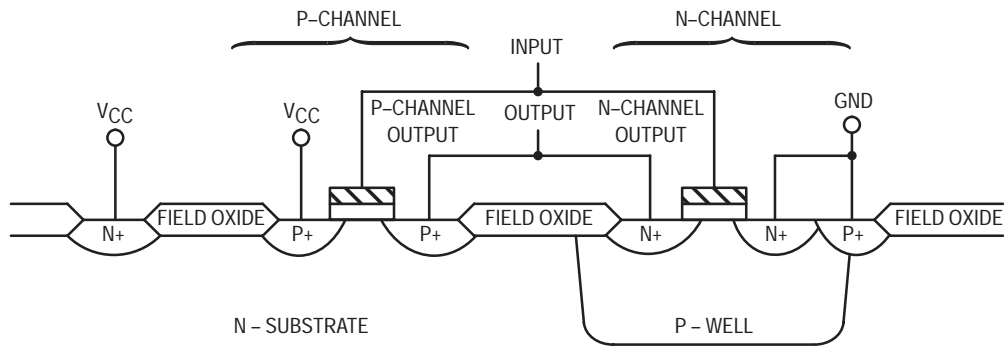 P–CHANNEL
N–CHANNEL
INPUT
VCC
VCC
P–CHANNEL
OUTPUT
OUTPUT
N–CHANNEL
OUTPUT
GND
FIELD OXIDE
FIELD OXIDE
FIELD OXIDE
N+
P+
P+
N+
N+
P+
N – SUBSTRATE
P – WELL